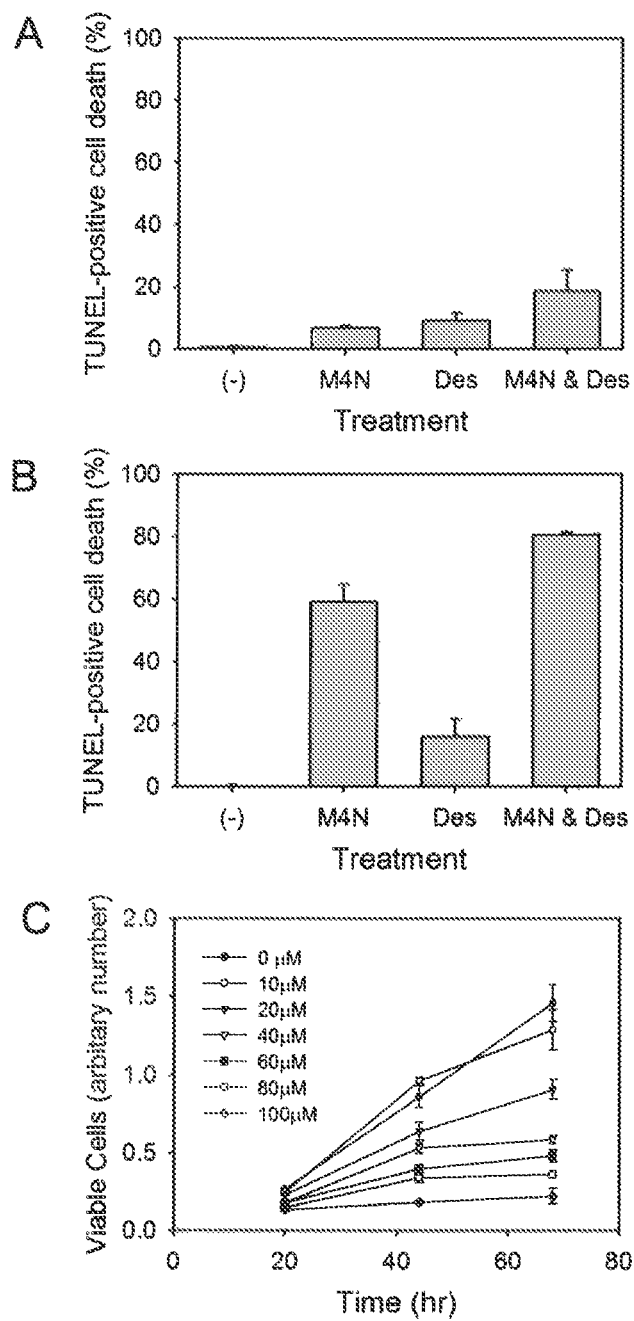 A
TUNEL-positive cell death (%)
100
80
60
40
20
0
(-) M4N Des M4N & Des
Treatment
B
TUNEL-positive cell death (%)
100
80
60
40
20
0
(-) M4N Des M4N & Des
Treatment
C
Viable Cells (arbitary number)
2.0
1.5
1.0
0.5
0.0
0 μM
10μM
20μM
40μM
60μM
80μM
100μM
0 20 40 60 80
Time (hr)